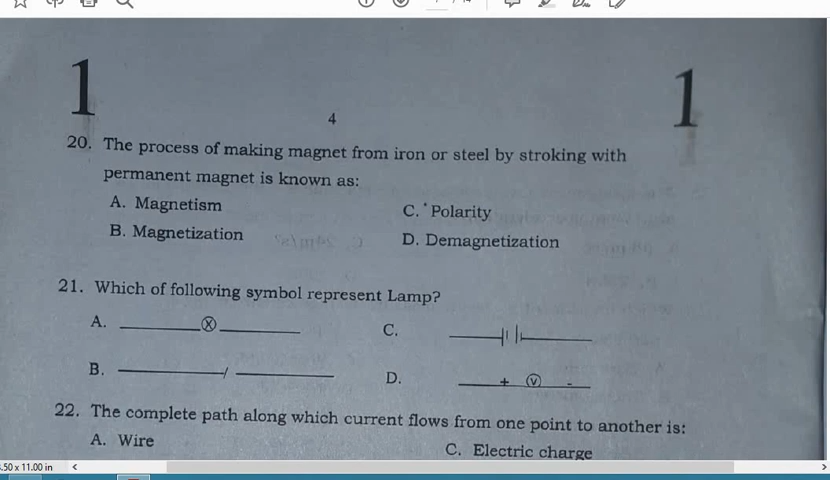 1 1
4
20. The process of making magnet from iron or steel by stroking with
permanent magnet is known as:
A. Magnetism C. Polarity
B. Magnetization D. Demagnetization
21. Which of following symbol represent Lamp?
A. X C.
B. D. + V -
22. The complete path along which current flows from one point to another is:
A. Wire C. Electric charge
.50 x 11.00 in